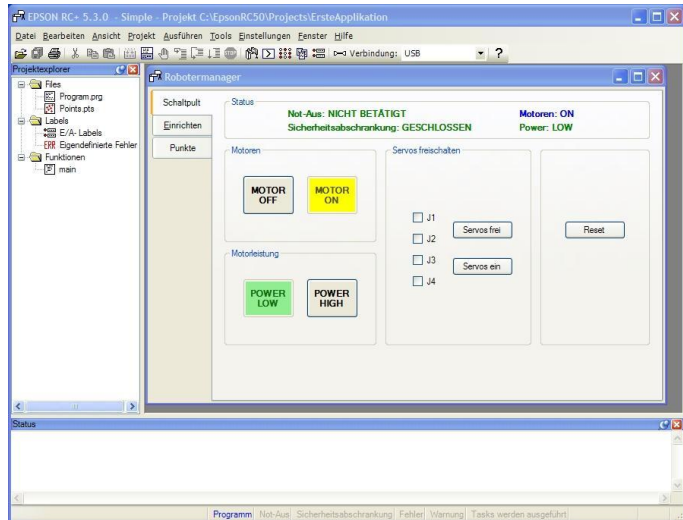 EPSON RC+ 5.3.0 - Simple - Projekt C:\EpsonRC50\Projects\ErsteApplikation
Datei Bearbeiten Ansicht Projekt Ausführen Tools Einstellungen Fenster Hilfe
Verbindung: USB
Projektexplorer
Files
Program.prg
Points.pts
Labels
E/A- Labels
ERR Eigendefinierte Fehler
Funktionen
main
Robotermanager
Schaltpult
Einrichten
Punkte
Status
Not-Aus: NICHT BETÄTIGT
Motoren: ON
Sicherheitsabschrankung: GESCHLOSSEN
Power: LOW
Motoren
MOTOR
OFF
MOTOR
ON
Motorleistung
POWER
LOW
POWER
HIGH
Servos freischalten
J1
J2
J3
J4
Servos frei
Servos ein
Reset
Status
Programm Not-Aus Sicherheitsabschrankung Fehler Warnung Tasks werden ausgeführt